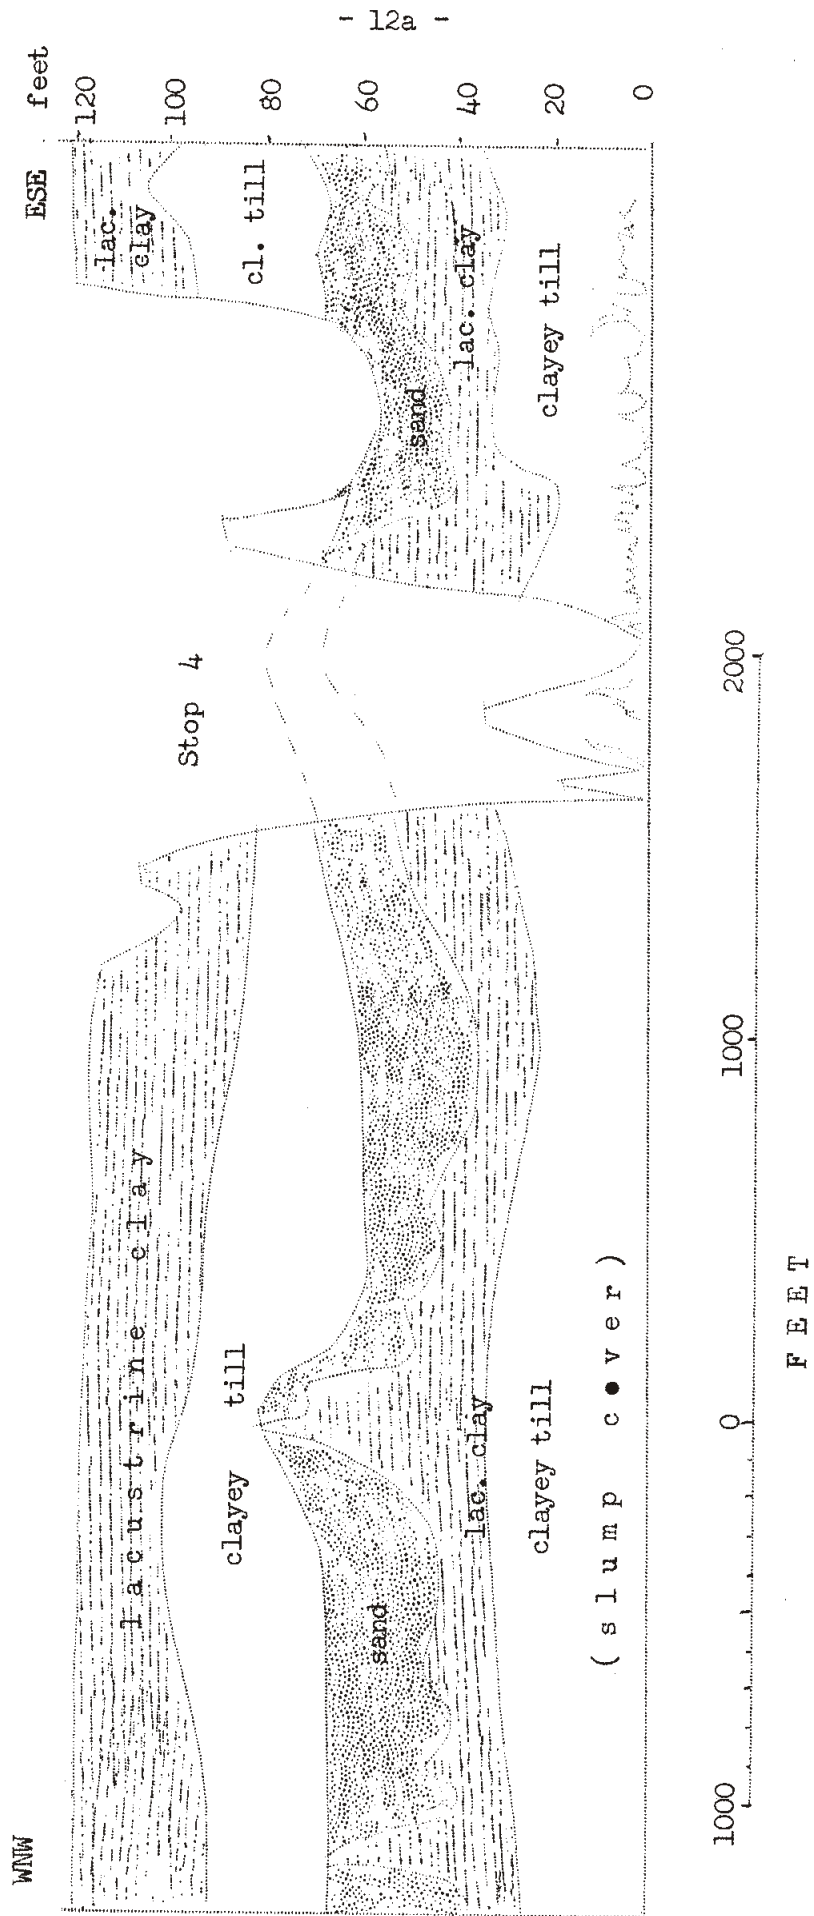 - 12a -
WNW
ESE
feet
120
100
80
60
40
20
0
lacustrine clay
lac.
clay
clayey till
cl. till
Stop 4
sand
sand
lac. clay
lac. clay
clayey till
clayey till
(slump cover)
1000
0
1000
2000
FEET